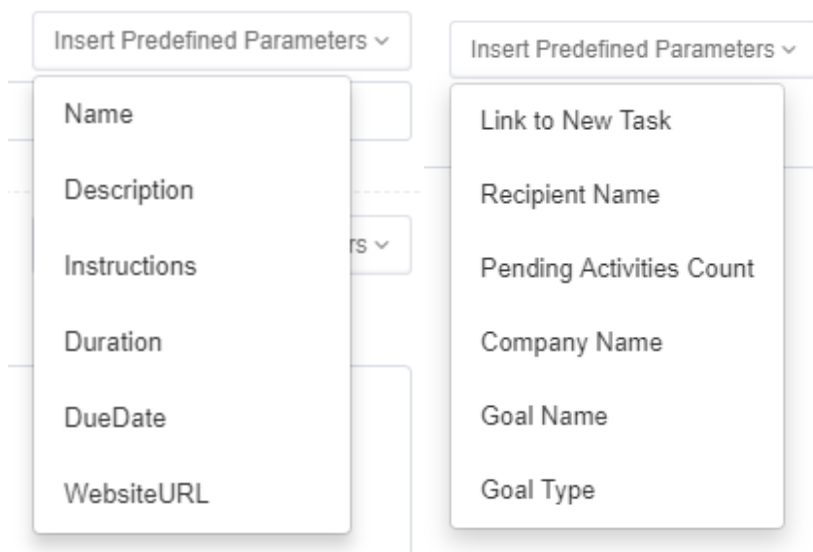 Insert Predefined Parameters
Name
Description
rs
Instructions
Duration
DueDate
WebsiteURL
Insert Predefined Parameters
Link to New Task
Recipient Name
Pending Activities Count
Company Name
Goal Name
Goal Type